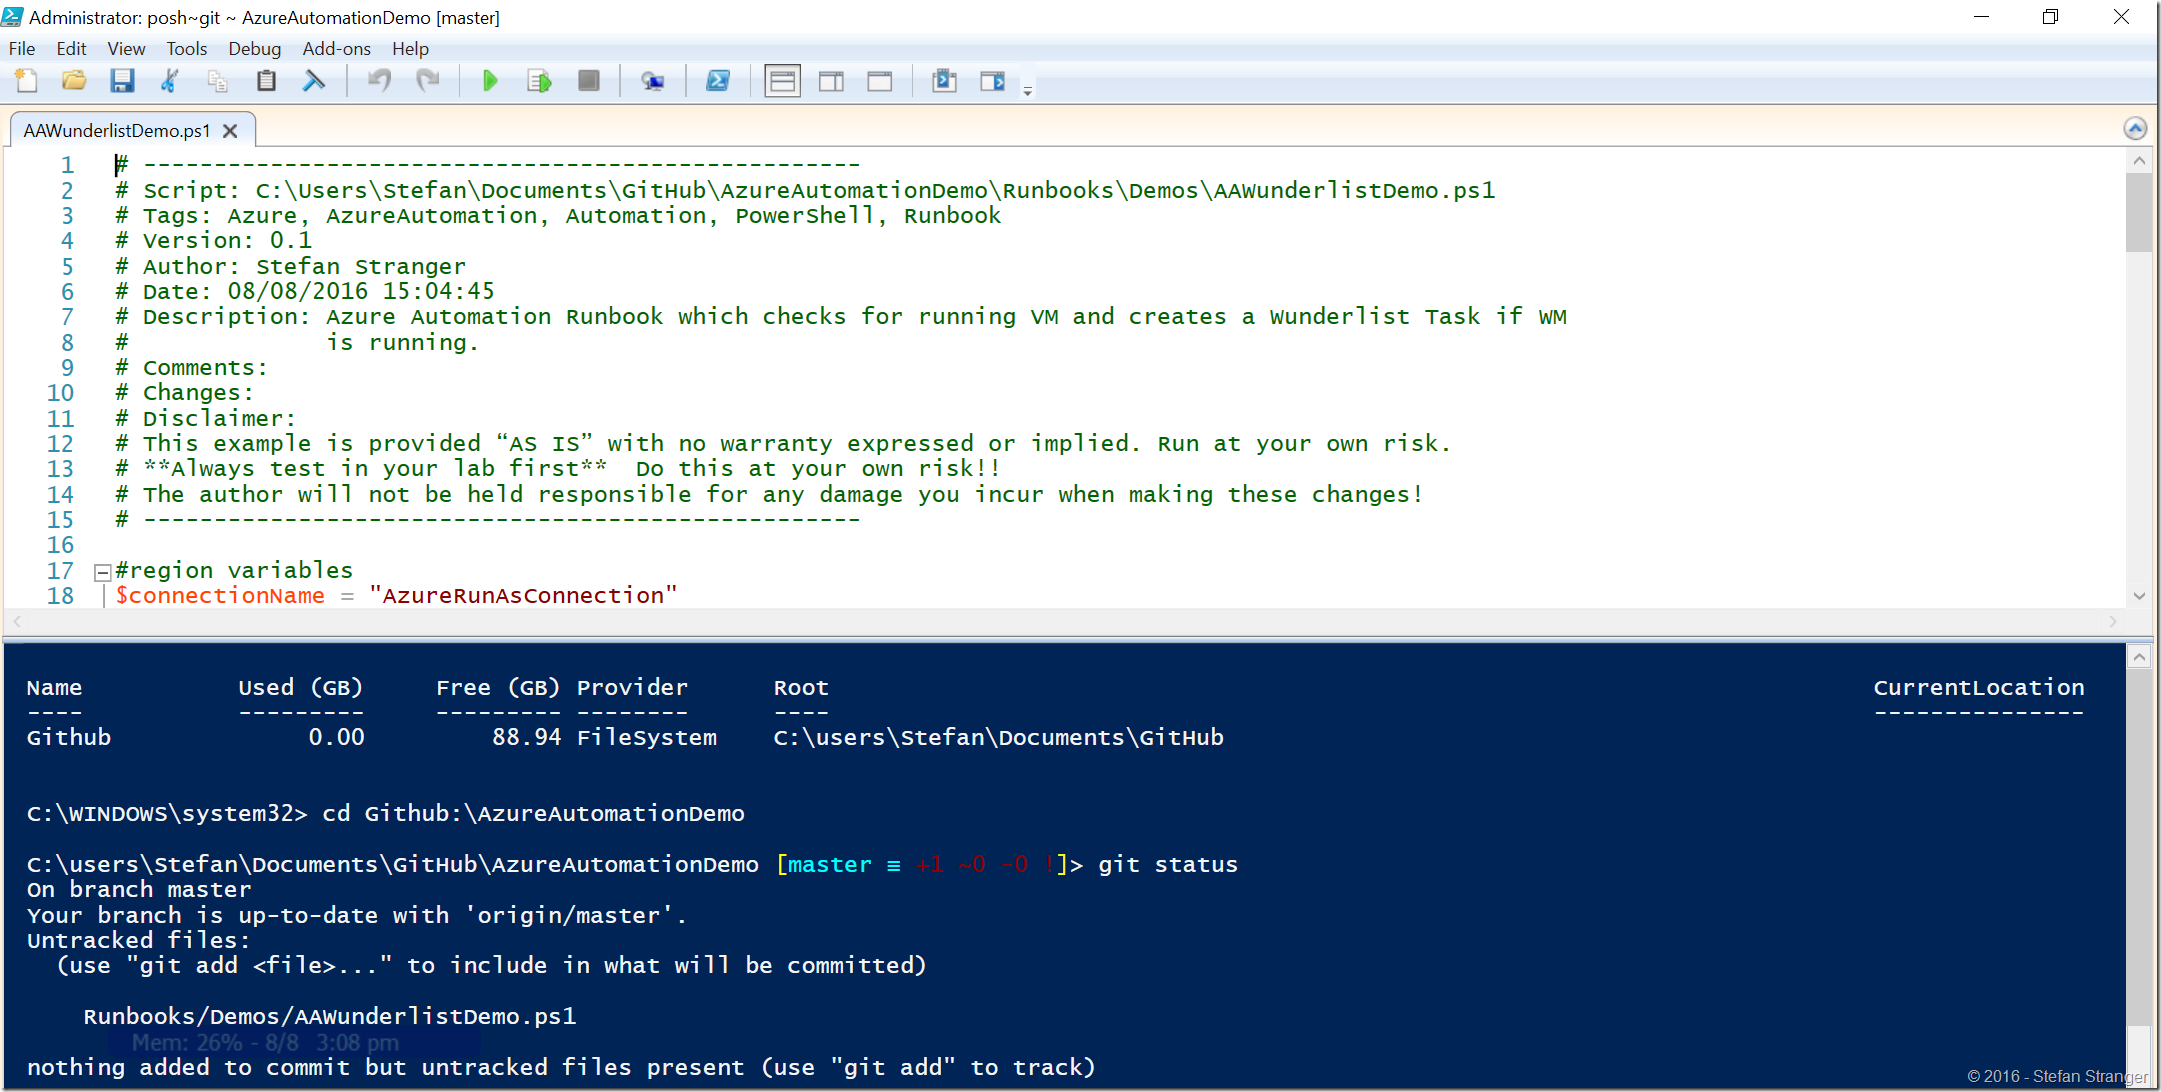 Administrator: posh~git ~ AzureAutomationDemo [master]
File Edit View Tools Debug Add-ons Help
AAWunderlistDemo.ps1
1 # ---------------------------------------------------
2 # Script: C:\Users\Stefan\Documents\GitHub\AzureAutomationDemo\Runbooks\Demos\AAWunderlistDemo.ps1
3 # Tags: Azure, AzureAutomation, Automation, PowerShell, Runbook
4 # Version: 0.1
5 # Author: Stefan Stranger
6 # Date: 08/08/2016 15:04:45
7 # Description: Azure Automation Runbook which checks for running VM and creates a Wunderlist Task if WM
8 #              is running.
9 # Comments:
10 # Changes:
11 # Disclaimer:
12 # This example is provided “AS IS” with no warranty expressed or implied. Run at your own risk.
13 # **Always test in your lab first**  Do this at your own risk!!
14 # The author will not be held responsible for any damage you incur when making these changes!
15 # ---------------------------------------------------
16
17 #region variables
18 $connectionName = "AzureRunAsConnection"
Name           Used (GB)     Free (GB) Provider      Root                                                                          CurrentLocation
----           ---------     --------- --------      ----                                                                          ---------------
Github              0.00         88.94 FileSystem    C:\users\Stefan\Documents\GitHub
C:\WINDOWS\system32> cd Github:\AzureAutomationDemo
C:\users\Stefan\Documents\GitHub\AzureAutomationDemo [master ≡ +1 ~0 -0 !]> git status
On branch master
Your branch is up-to-date with 'origin/master'.
Untracked files:
  (use "git add <file>..." to include in what will be committed)
    Runbooks/Demos/AAWunderlistDemo.ps1
Mem: 26% - 8/8 3:08 pm
nothing added to commit but untracked files present (use "git add" to track)
© 2016 - Stefan Stranger